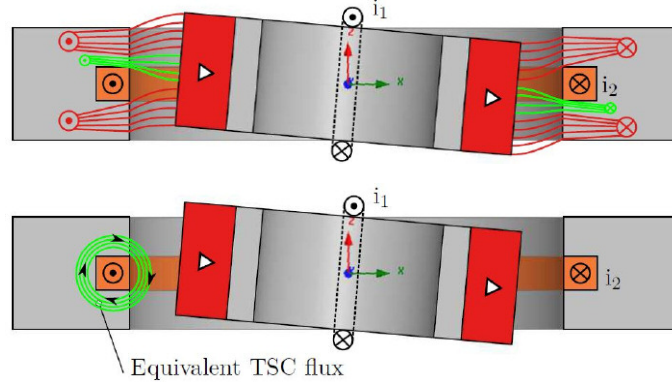 i₁
z
x
i₂
i₁
z
x
i₂
Equivalent TSC flux